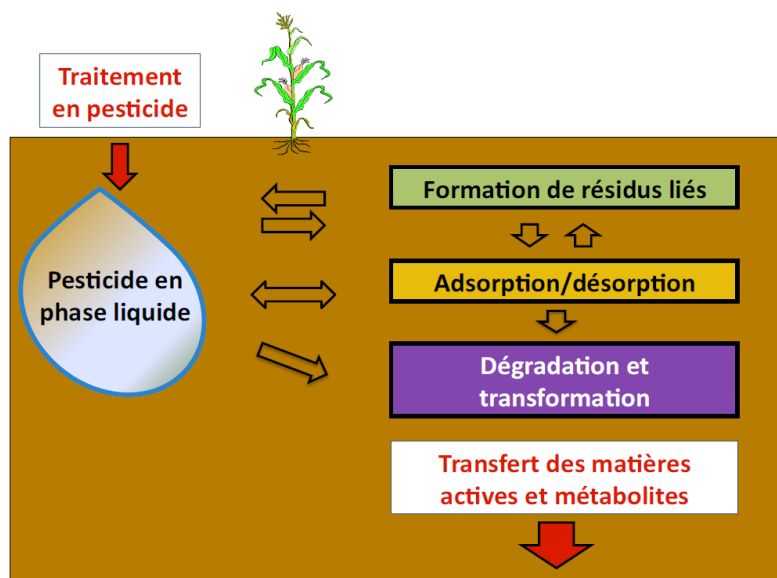 Traitement
en pesticide
Formation de résidus liés
Pesticide en
phase liquide
Adsorption/désorption
Dégradation et
transformation
Transfert des matières
actives et métabolites